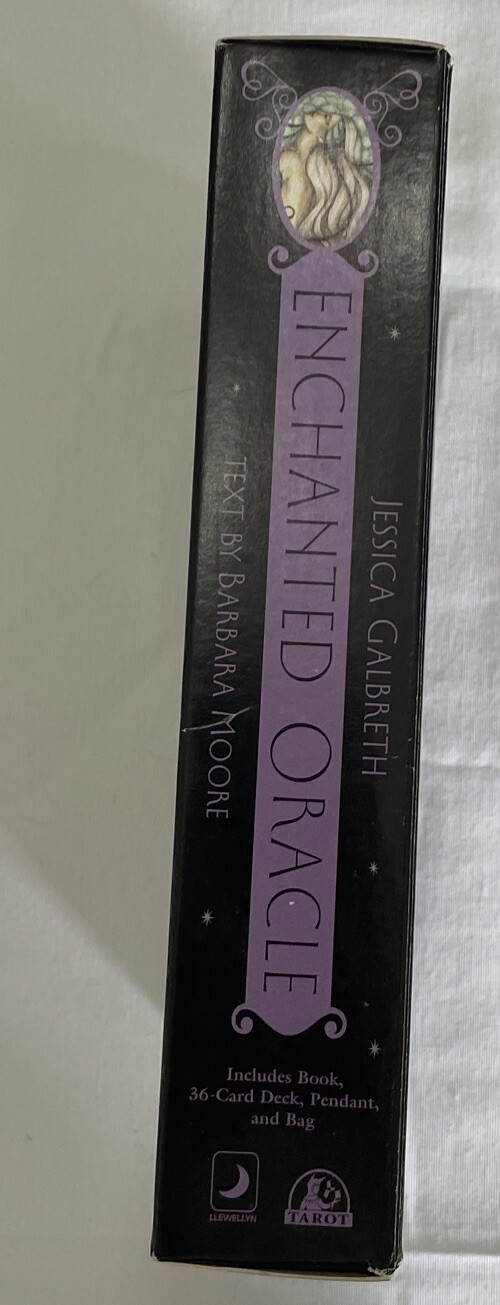 JESSICA GALBRETH
ENCHANTED ORACLE
TEXT BY BARBARA MOORE
Includes Book,
36-Card Deck, Pendant,
and Bag
LLEWELLYN
TAROT